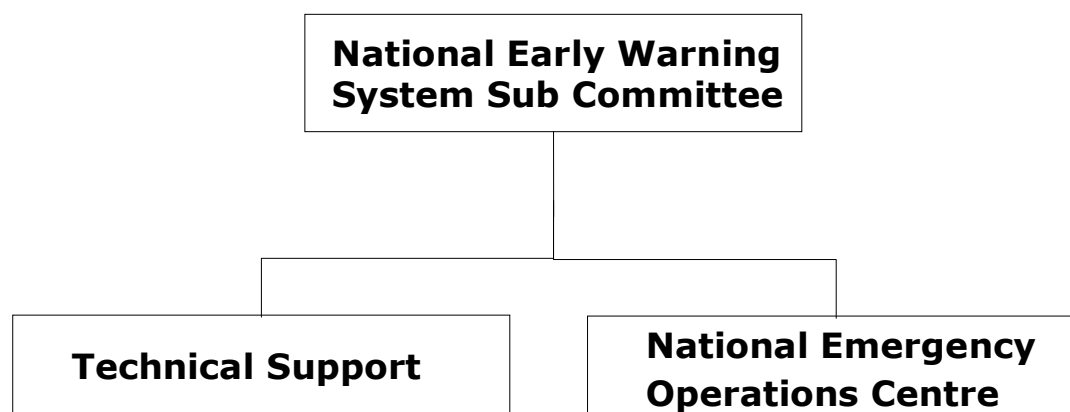 National Early Warning
System Sub Committee
Technical Support
National Emergency
Operations Centre